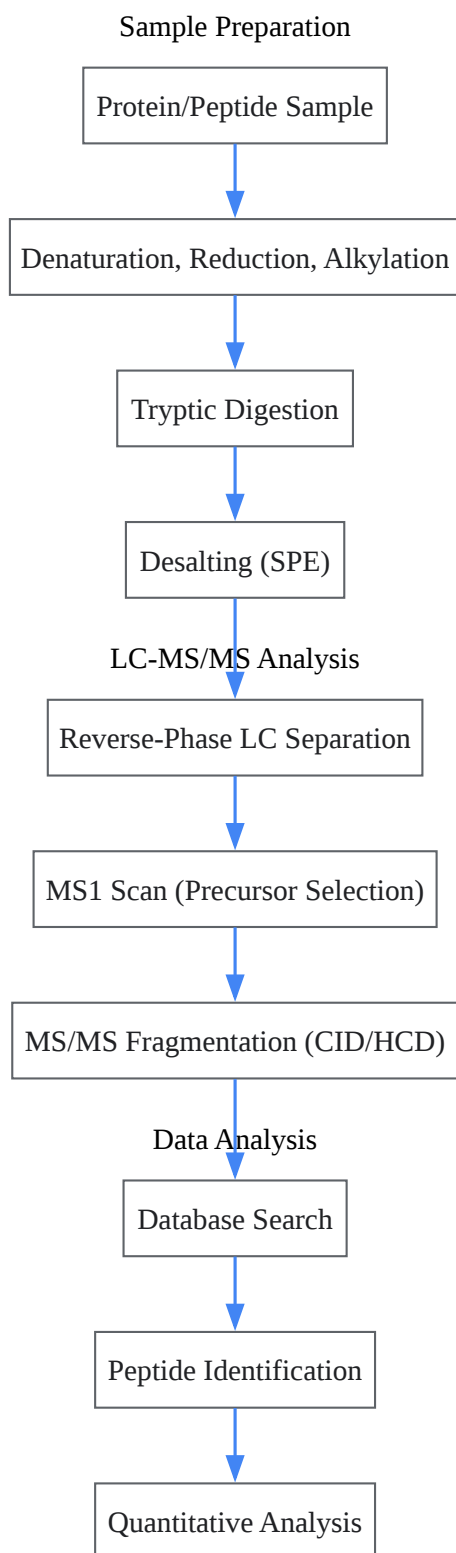 Sample Preparation
Protein/Peptide Sample
Denaturation, Reduction, Alkylation
Tryptic Digestion
Desalting (SPE)
LC-MS/MS Analysis
Reverse-Phase LC Separation
MS1 Scan (Precursor Selection)
MS/MS Fragmentation (CID/HCD)
Data Analysis
Database Search
Peptide Identification
Quantitative Analysis